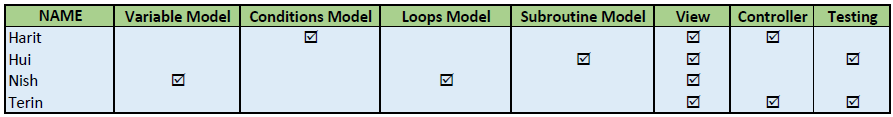 NAME Variable Model Conditions Model Loops Model Subroutine Model View Controller Testing
Harit ☑ ☑ ☑
Hui ☑ ☑ ☑
Nish ☑ ☑ ☑
Terin ☑ ☑ ☑